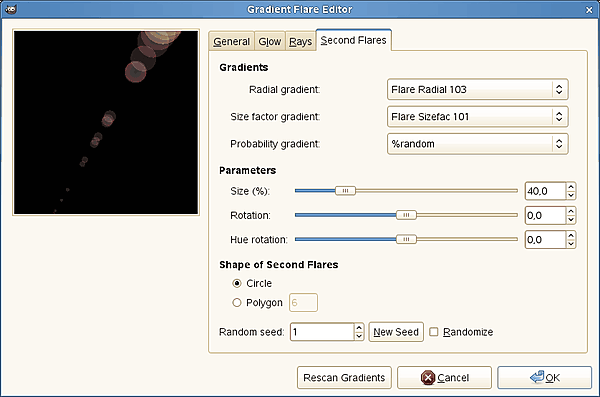 Gradient Flare Editor
General Glow Rays Second Flares
Gradients
Radial gradient: Flare Radial 103
Size factor gradient: Flare Sizefac 101
Probability gradient: %random
Parameters
Size (%): 40,0
Rotation: 0,0
Hue rotation: 0,0
Shape of Second Flares
Circle
Polygon 6
Random seed: 1 New Seed Randomize
Rescan Gradients Cancel OK